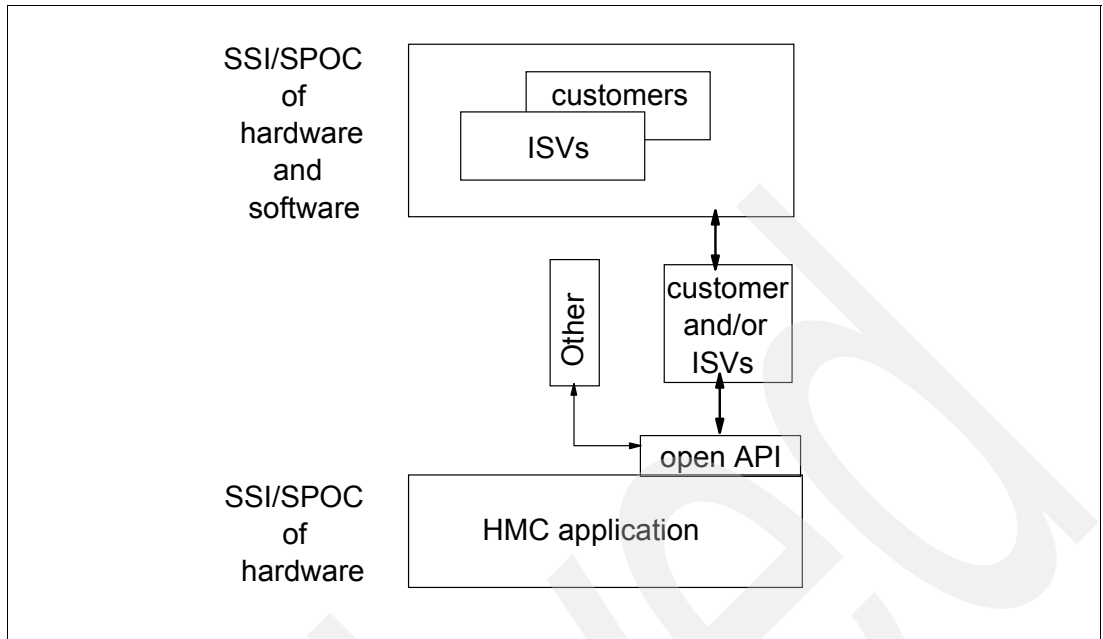 SSI/SPOC
of
hardware
and
software
customers
ISVs
Other
customer
and/or
ISVs
open API
SSI/SPOC
of
hardware
HMC application